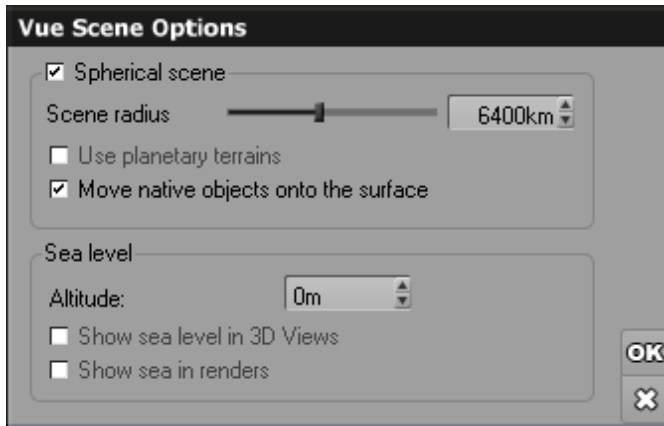 Vue Scene Options
Spherical scene
Scene radius 6400km
Use planetary terrains
Move native objects onto the surface
Sea level
Altitude: 0m
Show sea level in 3D Views
Show sea in renders
OK